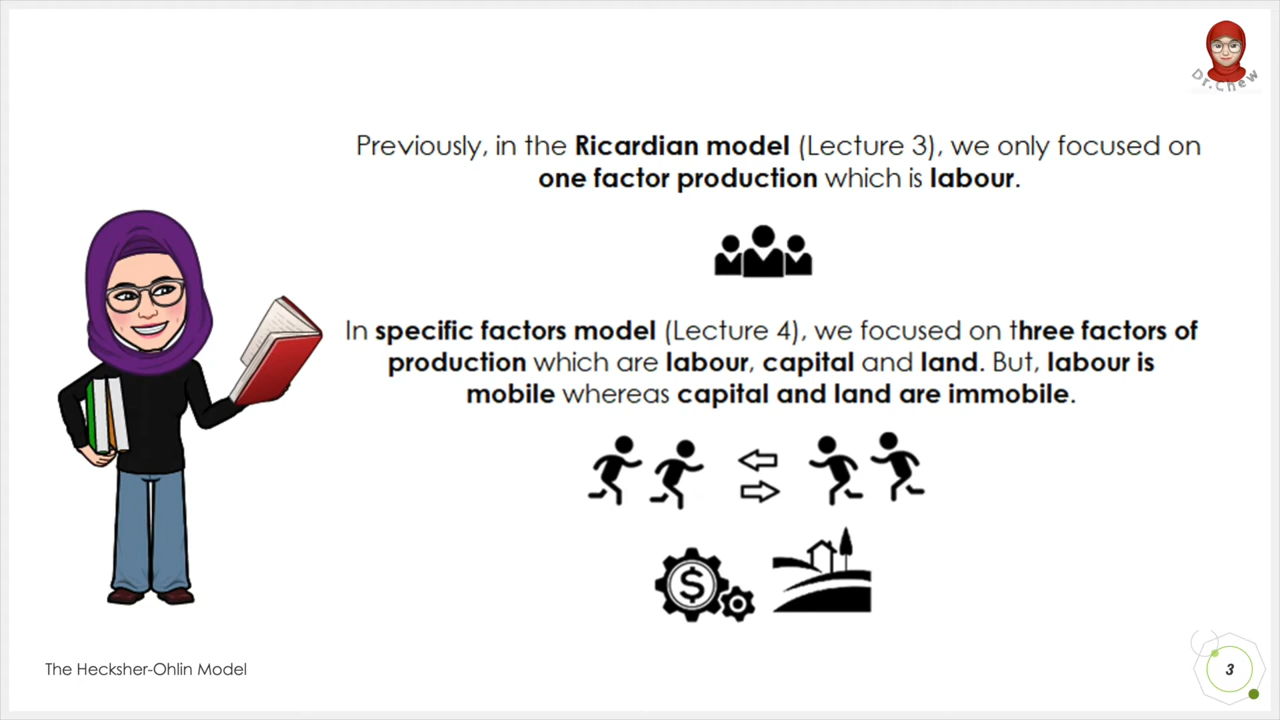 Dr.Chew
Previously, in the Ricardian model (Lecture 3), we only focused on
one factor production which is labour.
In specific factors model (Lecture 4), we focused on three factors of
production which are labour, capital and land. But, labour is
mobile whereas capital and land are immobile.
$
The Hecksher-Ohlin Model
3